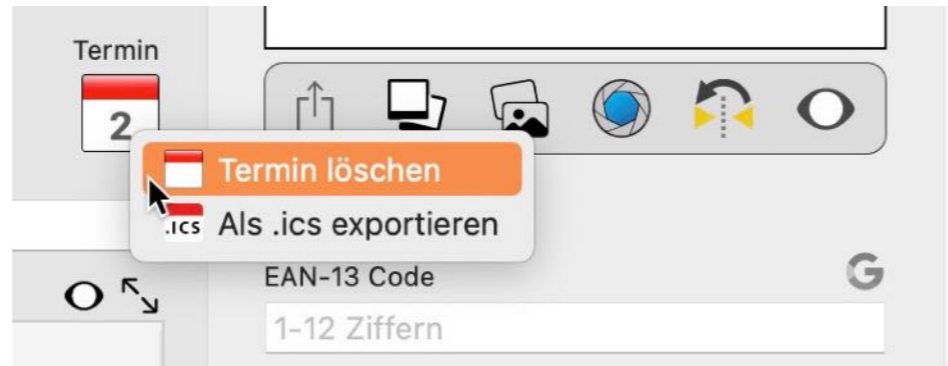 Termin
2
Termin löschen
.ICS Als .ics exportieren
EAN-13 Code
G
1-12 Ziffern